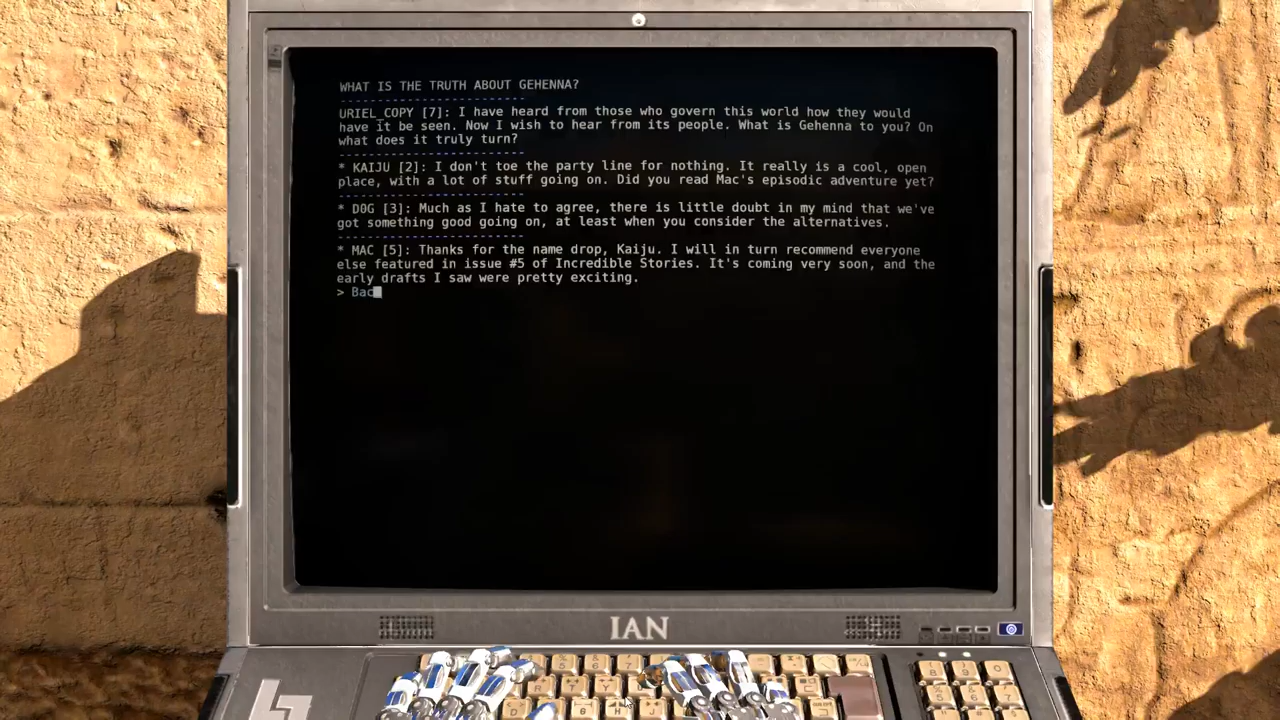 WHAT IS THE TRUTH ABOUT GEHENNA?
-----------------------
URIEL_COPY [7]: I have heard from those who govern this world how they would
have it be seen. Now I wish to hear from its people. What is Gehenna to you? On
what does it truly turn?
-----------------------
* KAIJU [2]: I don't toe the party line for nothing. It really is a cool, open
place, with a lot of stuff going on. Did you read Mac's episodic adventure yet?
-----------------------
* D0G [3]: Much as I hate to agree, there is little doubt in my mind that we've
got something good going on, at least when you consider the alternatives.
-----------------------
* MAC [5]: Thanks for the name drop, Kaiju. I will in turn recommend everyone
else featured in issue #5 of Incredible Stories. It's coming very soon, and the
early drafts I saw were pretty exciting.
> Bac
IAN